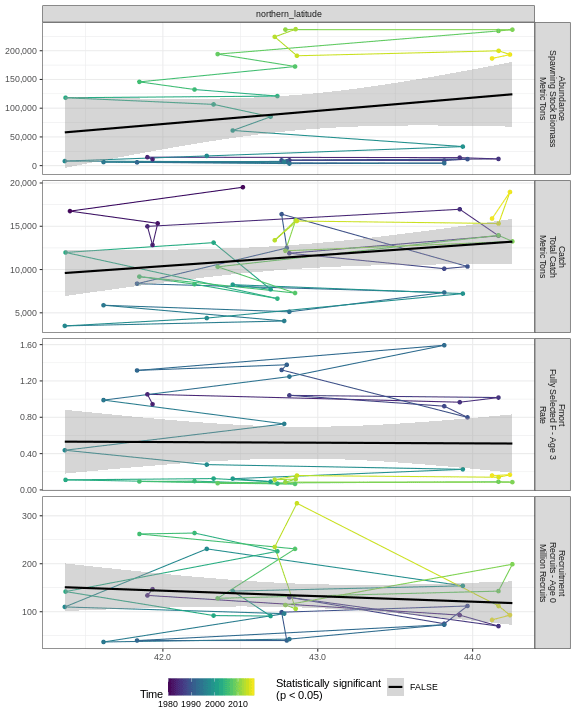 northern_latitude
200,000
150,000
100,000
50,000
0
Abundance
Spawning Stock Biomass
Metric Tons
20,000
15,000
10,000
5,000
Catch
Total Catch
Metric Tons
1.60
1.20
0.80
0.40
0.00
Fmort
Fully Selected F - Age 3
Rate
300
200
100
Recruitment
Recruits - Age 0
Million Recruits
42.0 43.0 44.0
Time
1980 1990 2000 2010
Statistically significant
(p < 0.05)
FALSE